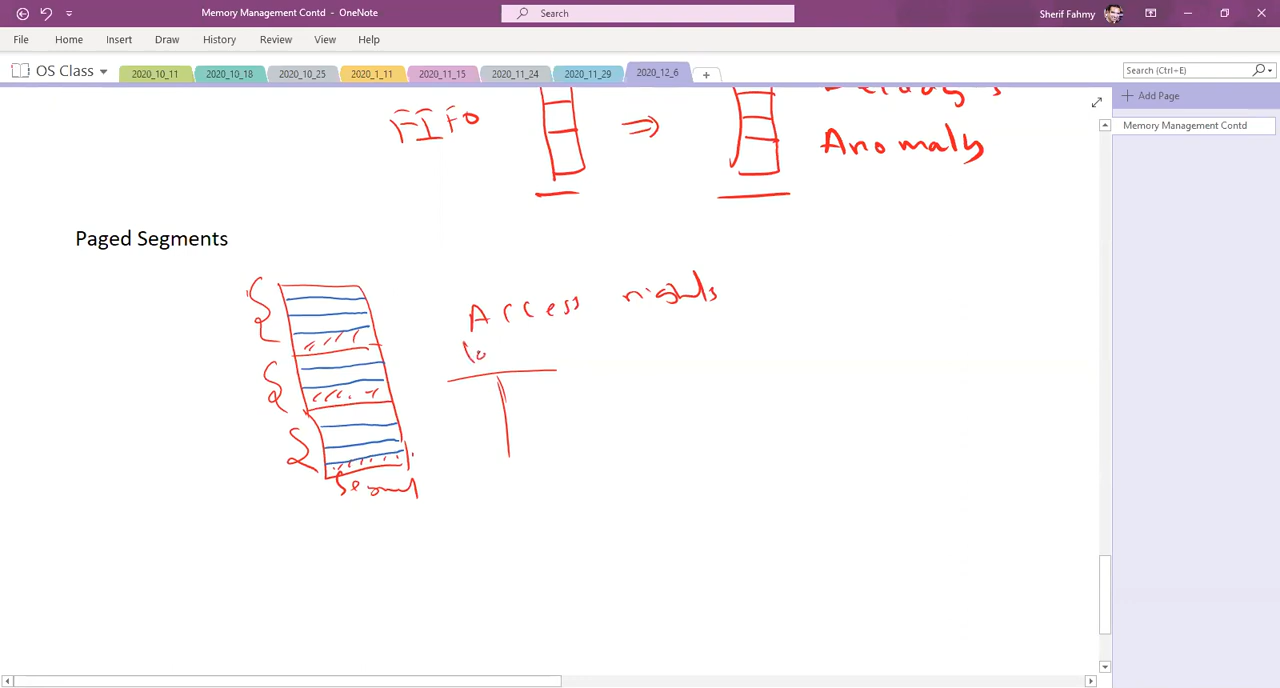 Memory Management Contd - OneNote
Search
Sherif Fahmy
File Home Insert Draw History Review View Help
OS Class
2020_10_11 2020_10_18 2020_10_25 2020_1_11 2020_11_15 2020_11_24 2020_11_29 2020_12_6 +
Search (Ctrl+E)
+ Add Page
Memory Management Contd
FIFO
Anomaly
Paged Segments
Access rights